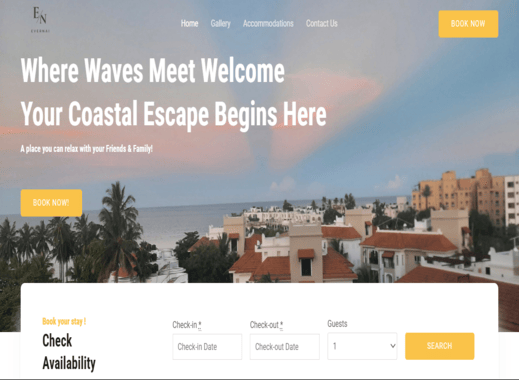 EN
Home Gallery Accommodations Contact Us
BOOK NOW
Where Waves Meet Welcome
Your Coastal Escape Begins Here
A place you can relax with your Friends & Family!
BOOK NOW!
Book your stay !
Check
Availability
Check-in *
Check-in Date
Check-out *
Check-out Date
Guests
1
SEARCH